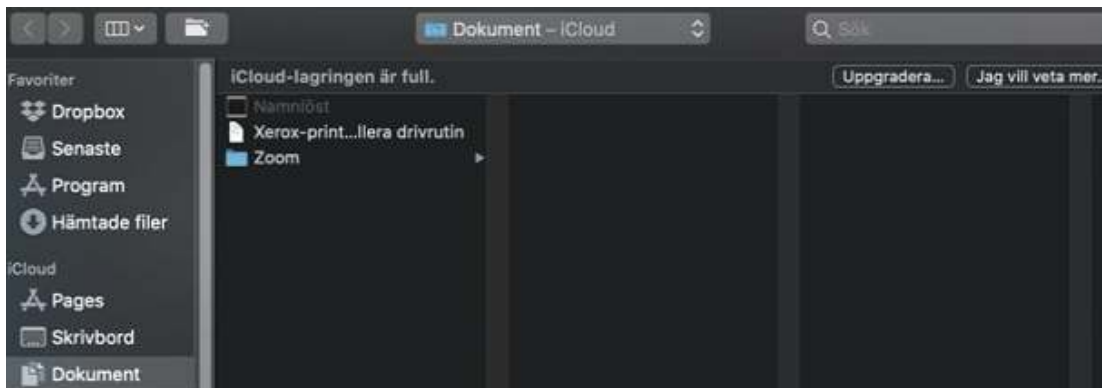 Dokument – iCloud
Sök
Favoriter
Dropbox
Senaste
Program
Hämtade filer
iCloud
Pages
Skrivbord
Dokument
iCloud-lagringen är full.
Uppgradera...
Jag vill veta mer.
Namnlöst
Xerox-print...llera drivrutin
Zoom